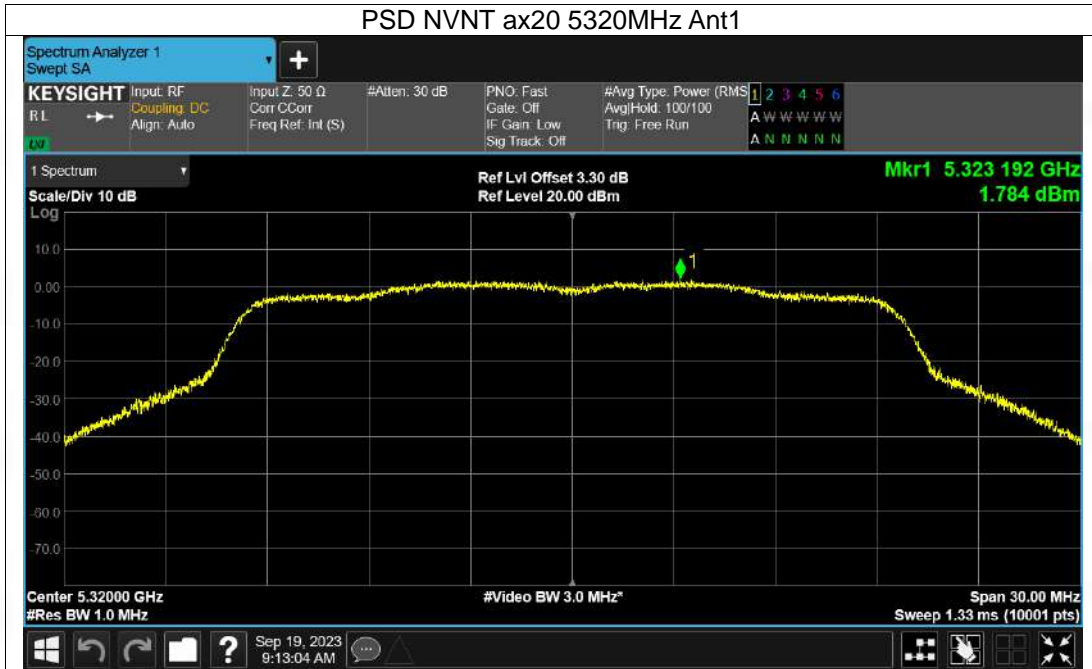 PSD NVNT ax20 5320MHz Ant1
Spectrum Analyzer 1
Swept SA
+
KEYSIGHT Input: RF Input Z: 50 Ω #Atten: 30 dB PNO: Fast #Avg Type: Power (RMS 1 2 3 4 5 6
R L Coupling: DC Corr CCorr Gate: Off Avg|Hold: 100/100 A W W W W W
Align: Auto Freq Ref: Int (S) IF Gain: Low Trig: Free Run
LXI Sig Track: Off A N N N N N
1 Spectrum Ref Lvl Offset 3.30 dB Mkr1 5.323 192 GHz
Scale/Div 10 dB Ref Level 20.00 dBm 1.784 dBm
Log
10.0
1
0.00
-10.0
-20.0
-30.0
-40.0
-50.0
-60.0
-70.0
Center 5.32000 GHz #Video BW 3.0 MHz* Span 30.00 MHz
#Res BW 1.0 MHz Sweep 1.33 ms (10001 pts)
? Sep 19, 2023
9:13:04 AM